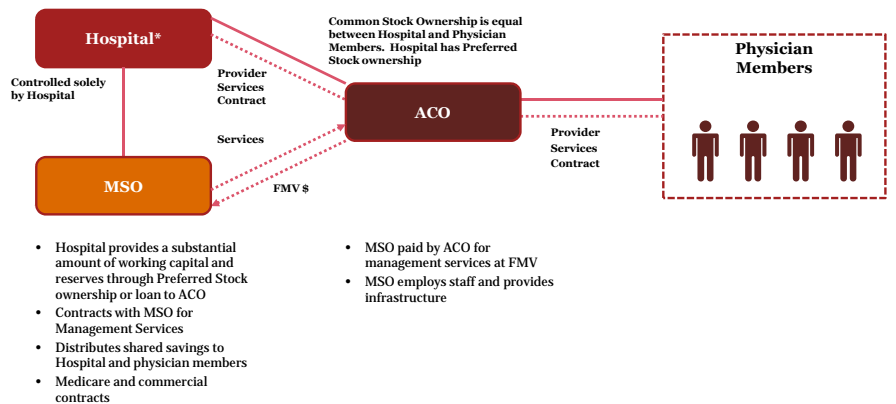 Hospital*
Common Stock Ownership is equal
between Hospital and Physician
Members. Hospital has Preferred
Stock ownership
Physician
Members
Controlled solely
by Hospital
Provider
Services
Contract
ACO
Services
Provider
Services
Contract
MSO
FMV $
• Hospital provides a substantial
amount of working capital and
reserves through Preferred Stock
ownership or loan to ACO
• Contracts with MSO for
Management Services
• Distributes shared savings to
Hospital and physician members
• Medicare and commercial
contracts
• MSO paid by ACO for
management services at FMV
• MSO employs staff and provides
infrastructure